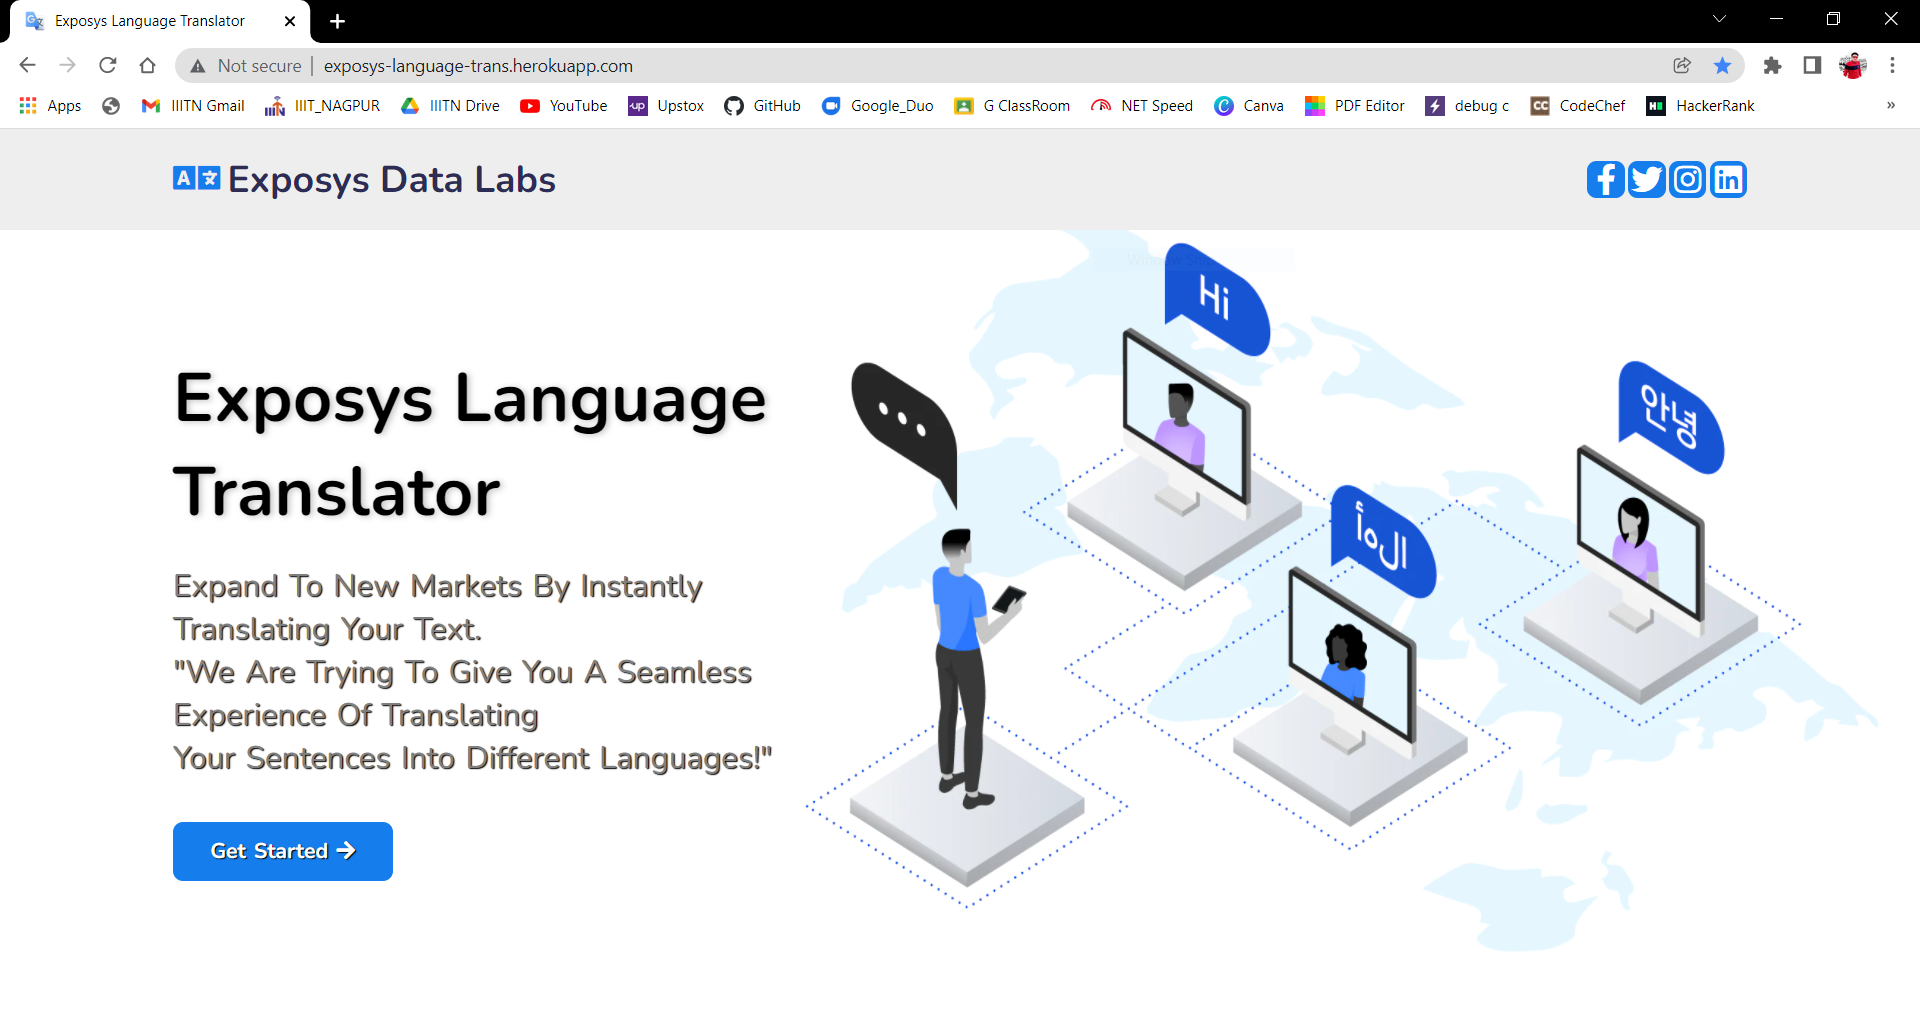 Exposys Language Translator
Not secure
exposys-language-trans.herokuapp.com
Apps
IIITN Gmail
IIIT_NAGPUR
IIITN Drive
YouTube
up
Upstox
GitHub
Google_Duo
G ClassRoom
NET Speed
Canva
PDF Editor
debug c
CC
CodeChef
HackerRank
»
A
Exposys Data Labs
Hi
안녕
Exposys Language
Translator
Expand To New Markets By Instantly
Translating Your Text.
"We Are Trying To Give You A Seamless
Experience Of Translating
Your Sentences Into Different Languages!"
Get Started →